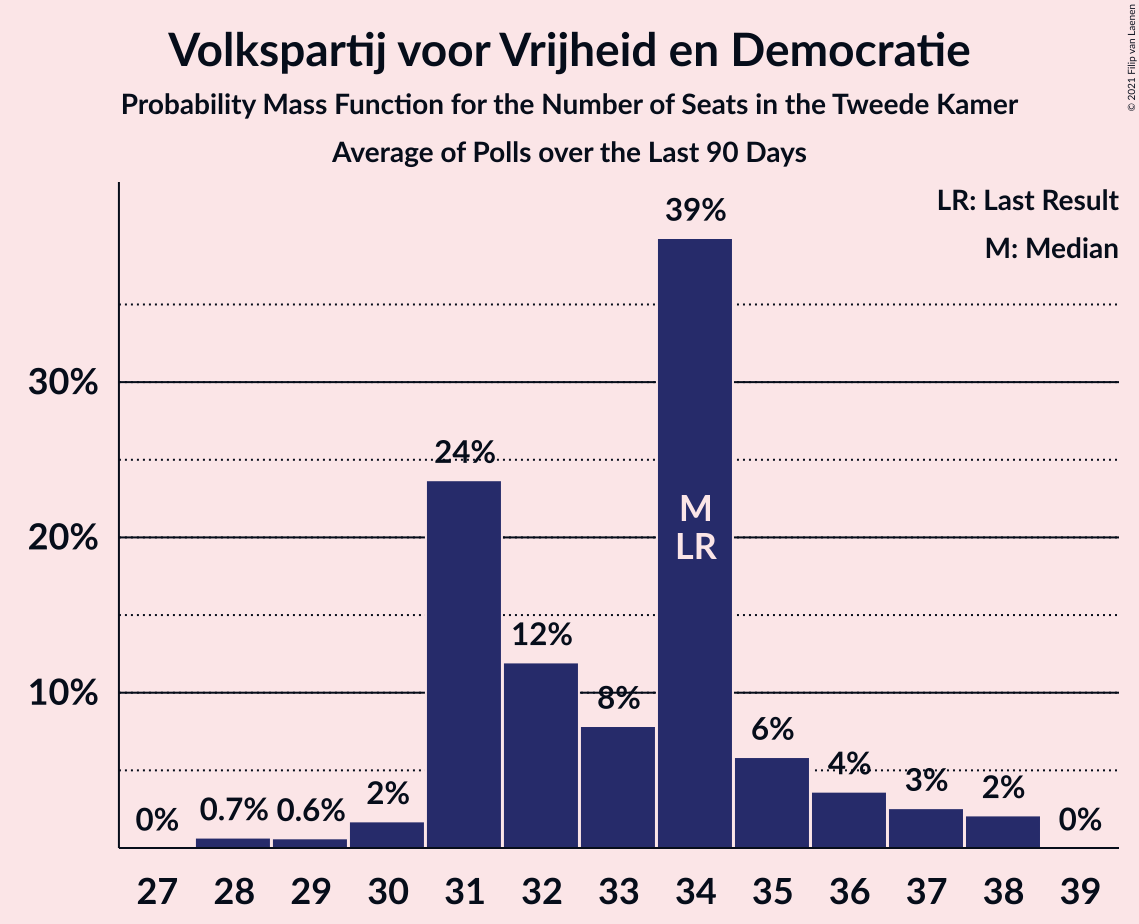 Volkspartij voor Vrijheid en Democratie
Probability Mass Function for the Number of Seats in the Tweede Kamer
Average of Polls over the Last 90 Days
© 2021 Filip van Laenen
LR: Last Result
M: Median
30%
20%
10%
0%
0.7%
0.6%
2%
24%
12%
8%
39%
M
LR
6%
4%
3%
2%
0%
27 28 29 30 31 32 33 34 35 36 37 38 39